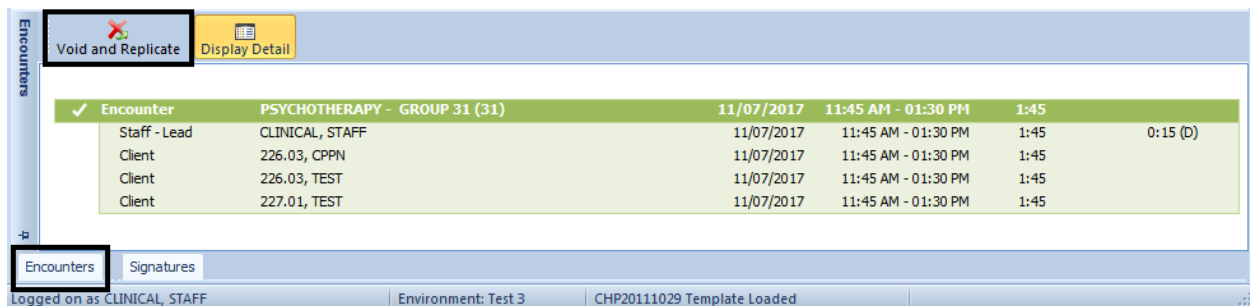 Encounters
Void and Replicate Display Detail
Encounter PSYCHOTHERAPY - GROUP 31 (31) 11/07/2017 11:45 AM - 01:30 PM 1:45
Staff - Lead CLINICAL, STAFF 11/07/2017 11:45 AM - 01:30 PM 1:45 0:15 (D)
Client 226.03, CPPN 11/07/2017 11:45 AM - 01:30 PM 1:45
Client 226.03, TEST 11/07/2017 11:45 AM - 01:30 PM 1:45
Client 227.01, TEST 11/07/2017 11:45 AM - 01:30 PM 1:45
Encounters Signatures
Logged on as CLINICAL, STAFF Environment: Test 3 CHP20111029 Template Loaded